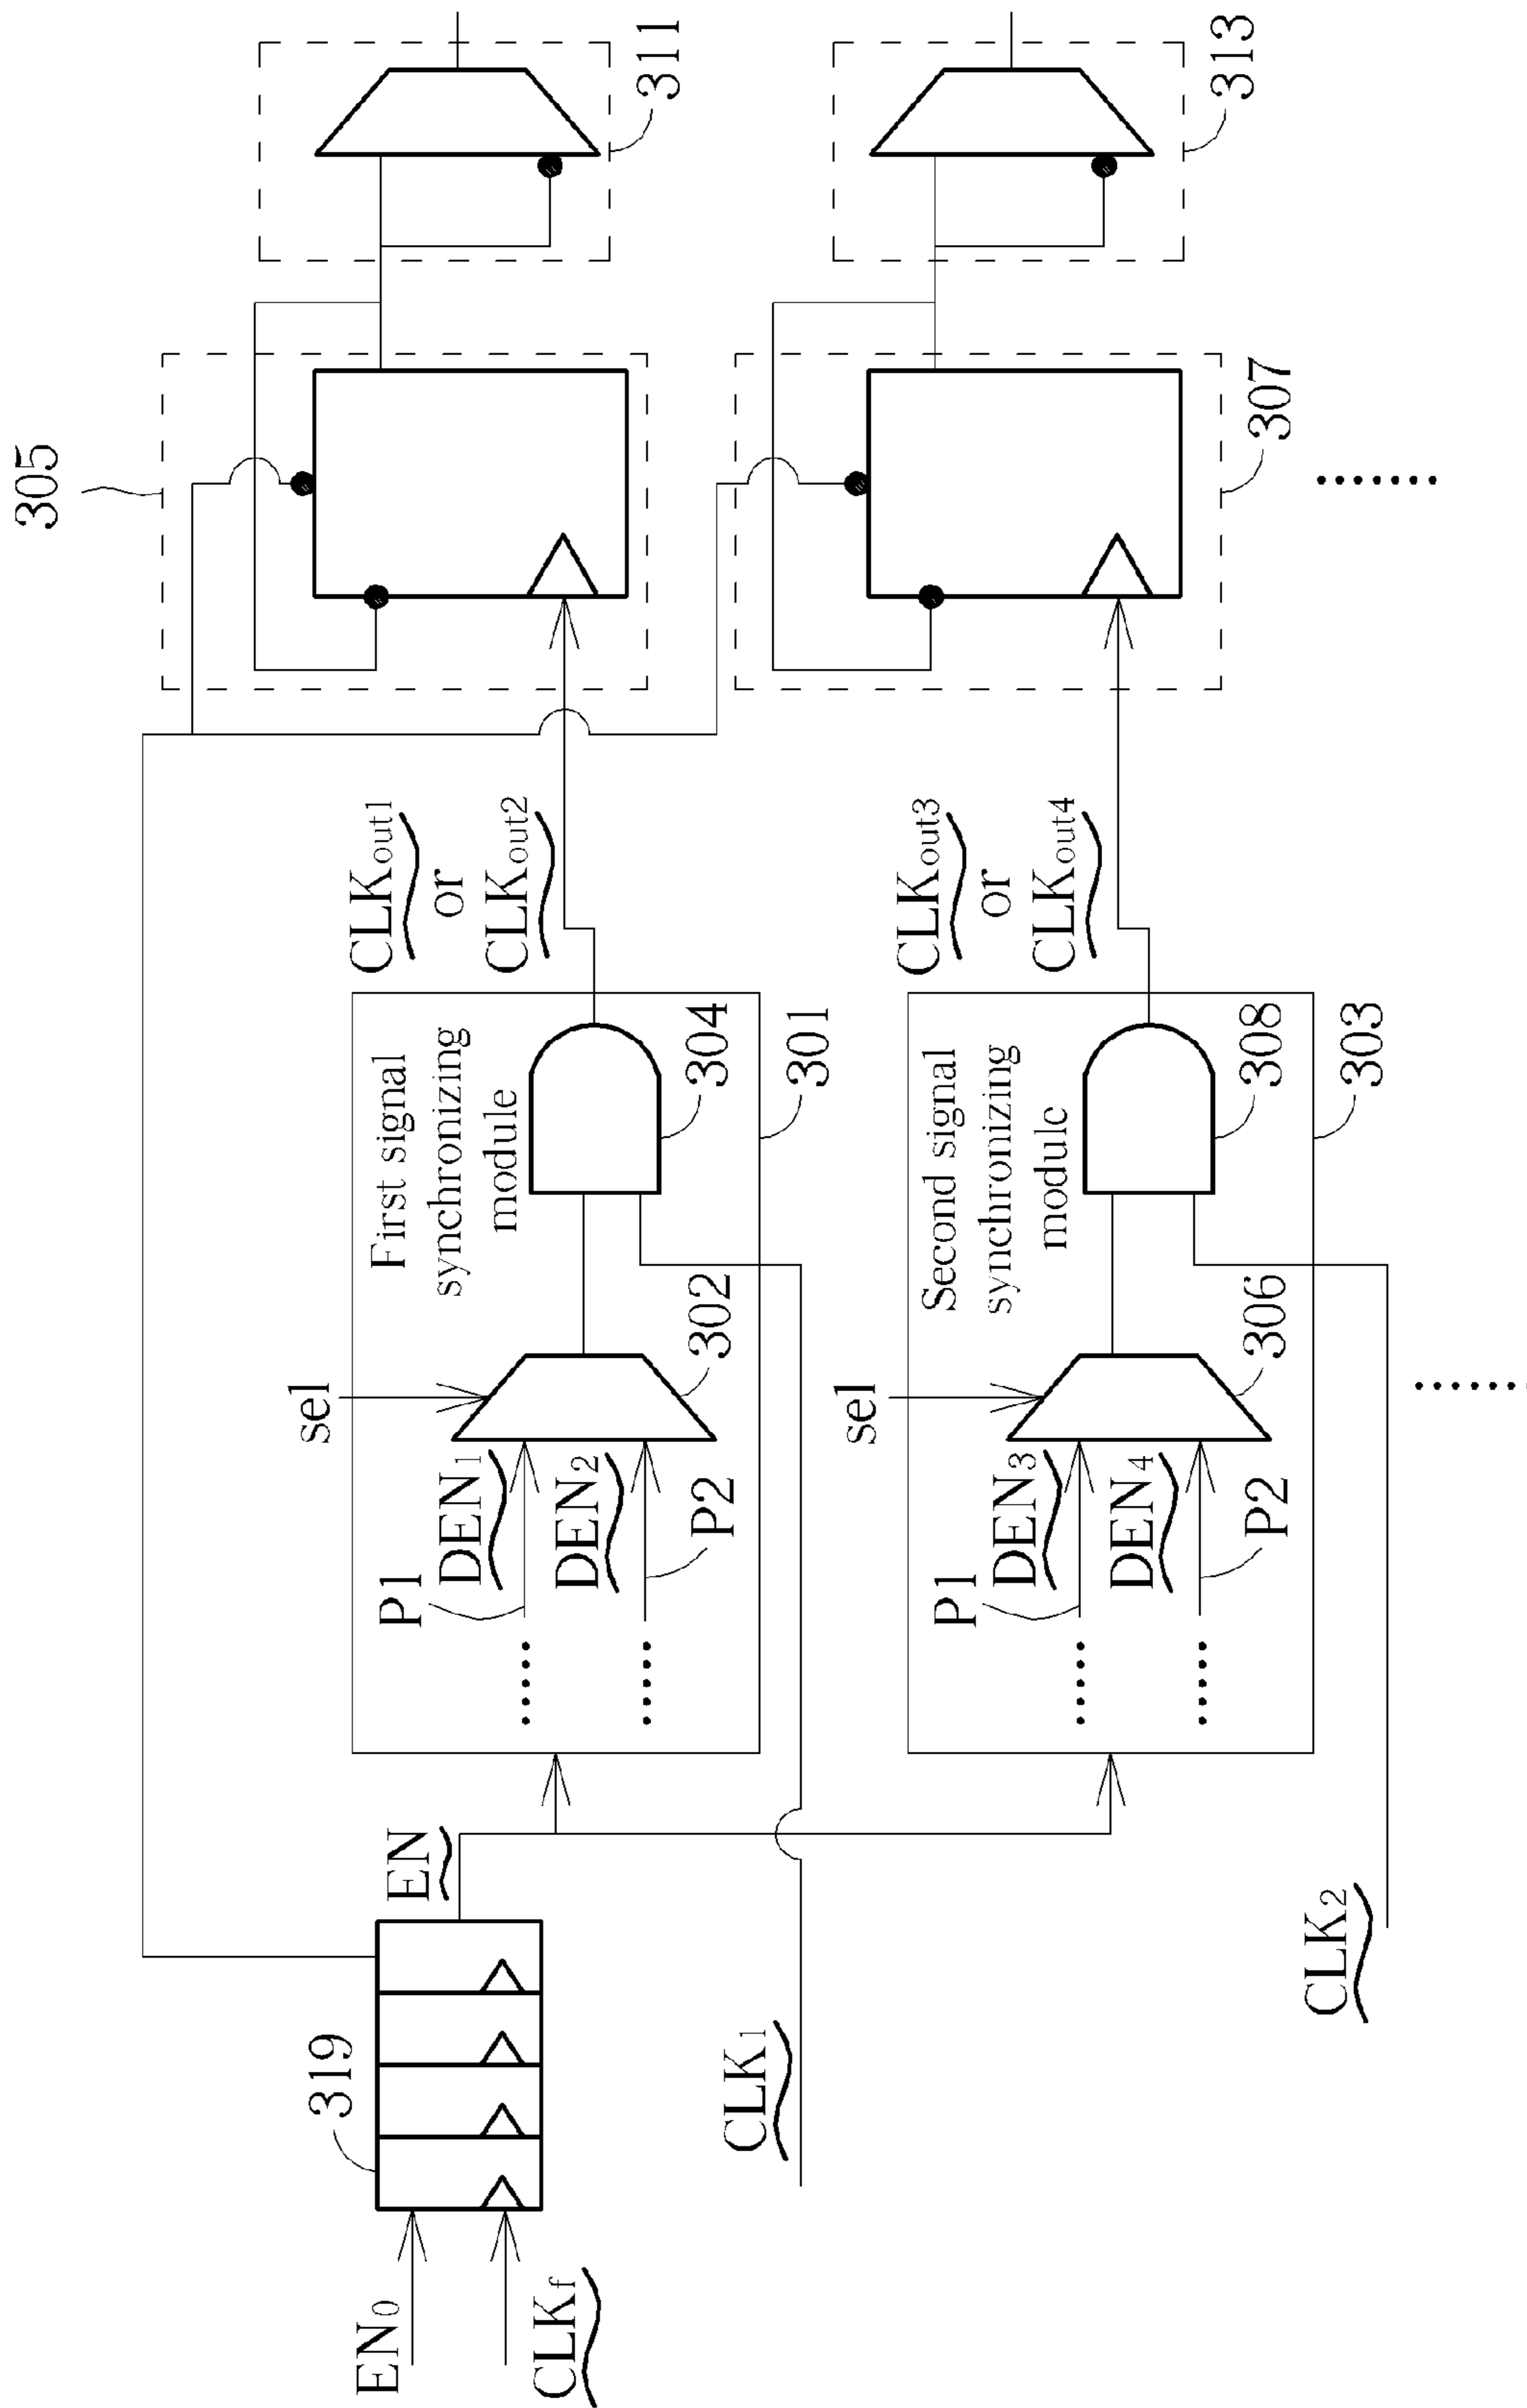 305
311
313
307
CLKout1
or
CLKout2
CLKout3
or
CLKout4
First signal
synchronizing
module
304
301
Second signal
synchronizing
module
308
303
sel
302
sel
306
P1
DEN1
DEN2
P2
P1
DEN3
DEN4
P2
EN
319
EN0
CLKf
CLK1
CLK2